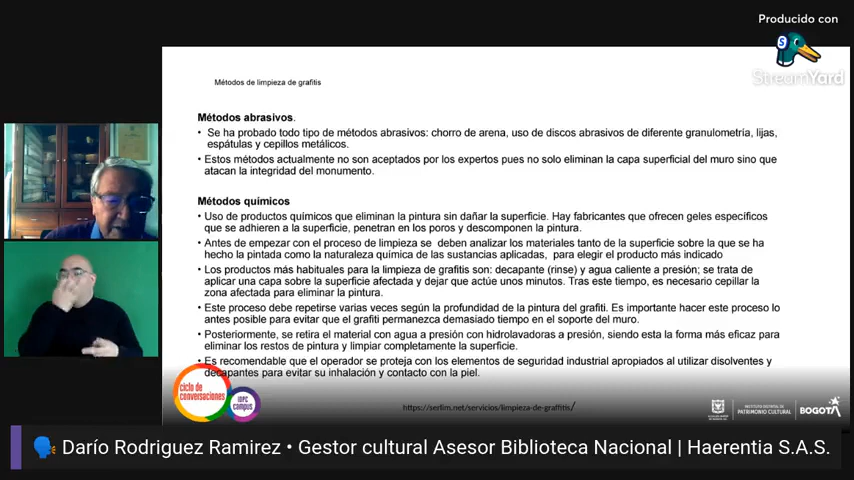 Producido con
StreamYard
Métodos de limpieza de grafitis
Métodos abrasivos.
• Se ha probado todo tipo de métodos abrasivos: chorro de arena, uso de discos abrasivos de diferente granulometría, lijas,
espátulas y cepillos metálicos.
• Estos métodos actualmente no son aceptados por los expertos pues no solo eliminan la capa superficial del muro sino que
atacan la integridad del monumento.
Métodos químicos
• Uso de productos químicos que eliminan la pintura sin dañar la superficie. Hay fabricantes que ofrecen geles específicos
que se adhieren a la superficie, penetran en los poros y descomponen la pintura.
• Antes de empezar con el proceso de limpieza se deben analizar los materiales tanto de la superficie sobre la que se ha
hecho la pintada como la naturaleza química de las sustancias aplicadas, para elegir el producto más indicado
• Los productos más habituales para la limpieza de grafitis son: decapante (rinse) y agua caliente a presión; se trata de
aplicar una capa sobre la superficie afectada y dejar que actúe unos minutos. Tras este tiempo, es necesario cepillar la
zona afectada para eliminar la pintura.
• Este proceso debe repetirse varias veces según la profundidad de la pintura del grafiti. Es importante hacer este proceso lo
antes posible para evitar que el grafiti permanezca demasiado tiempo en el soporte del muro.
• Posteriormente, se retira el material con agua a presión con hidrolavadoras a presión, siendo esta la forma más eficaz para
eliminar los restos de pintura y limpiar completamente la superficie.
• Es recomendable que el operador se proteja con los elementos de seguridad industrial apropiados al utilizar disolventes y
decapantes para evitar su inhalación y contacto con la piel.
ciclo de
conversaciones
IDPC
campus
https://serlim.net/servicios/limpieza-de-graffitis/
INSTITUTO DISTRITAL DE
PATRIMONIO CULTURAL
BOGOTÁ
Darío Rodriguez Ramirez • Gestor cultural Asesor Biblioteca Nacional | Haerentia S.A.S.